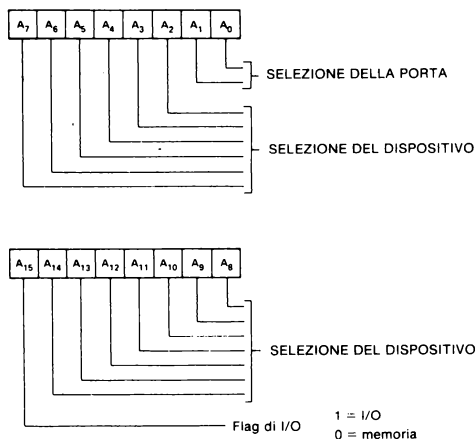 A7 A6 A5 A4 A3 A2 A1 A0
SELEZIONE DELLA PORTA
SELEZIONE DEL DISPOSITIVO
A15 A14 A13 A12 A11 A10 A9 A8
SELEZIONE DEL DISPOSITIVO
Flag di I/O
1 = I/O
0 = memoria